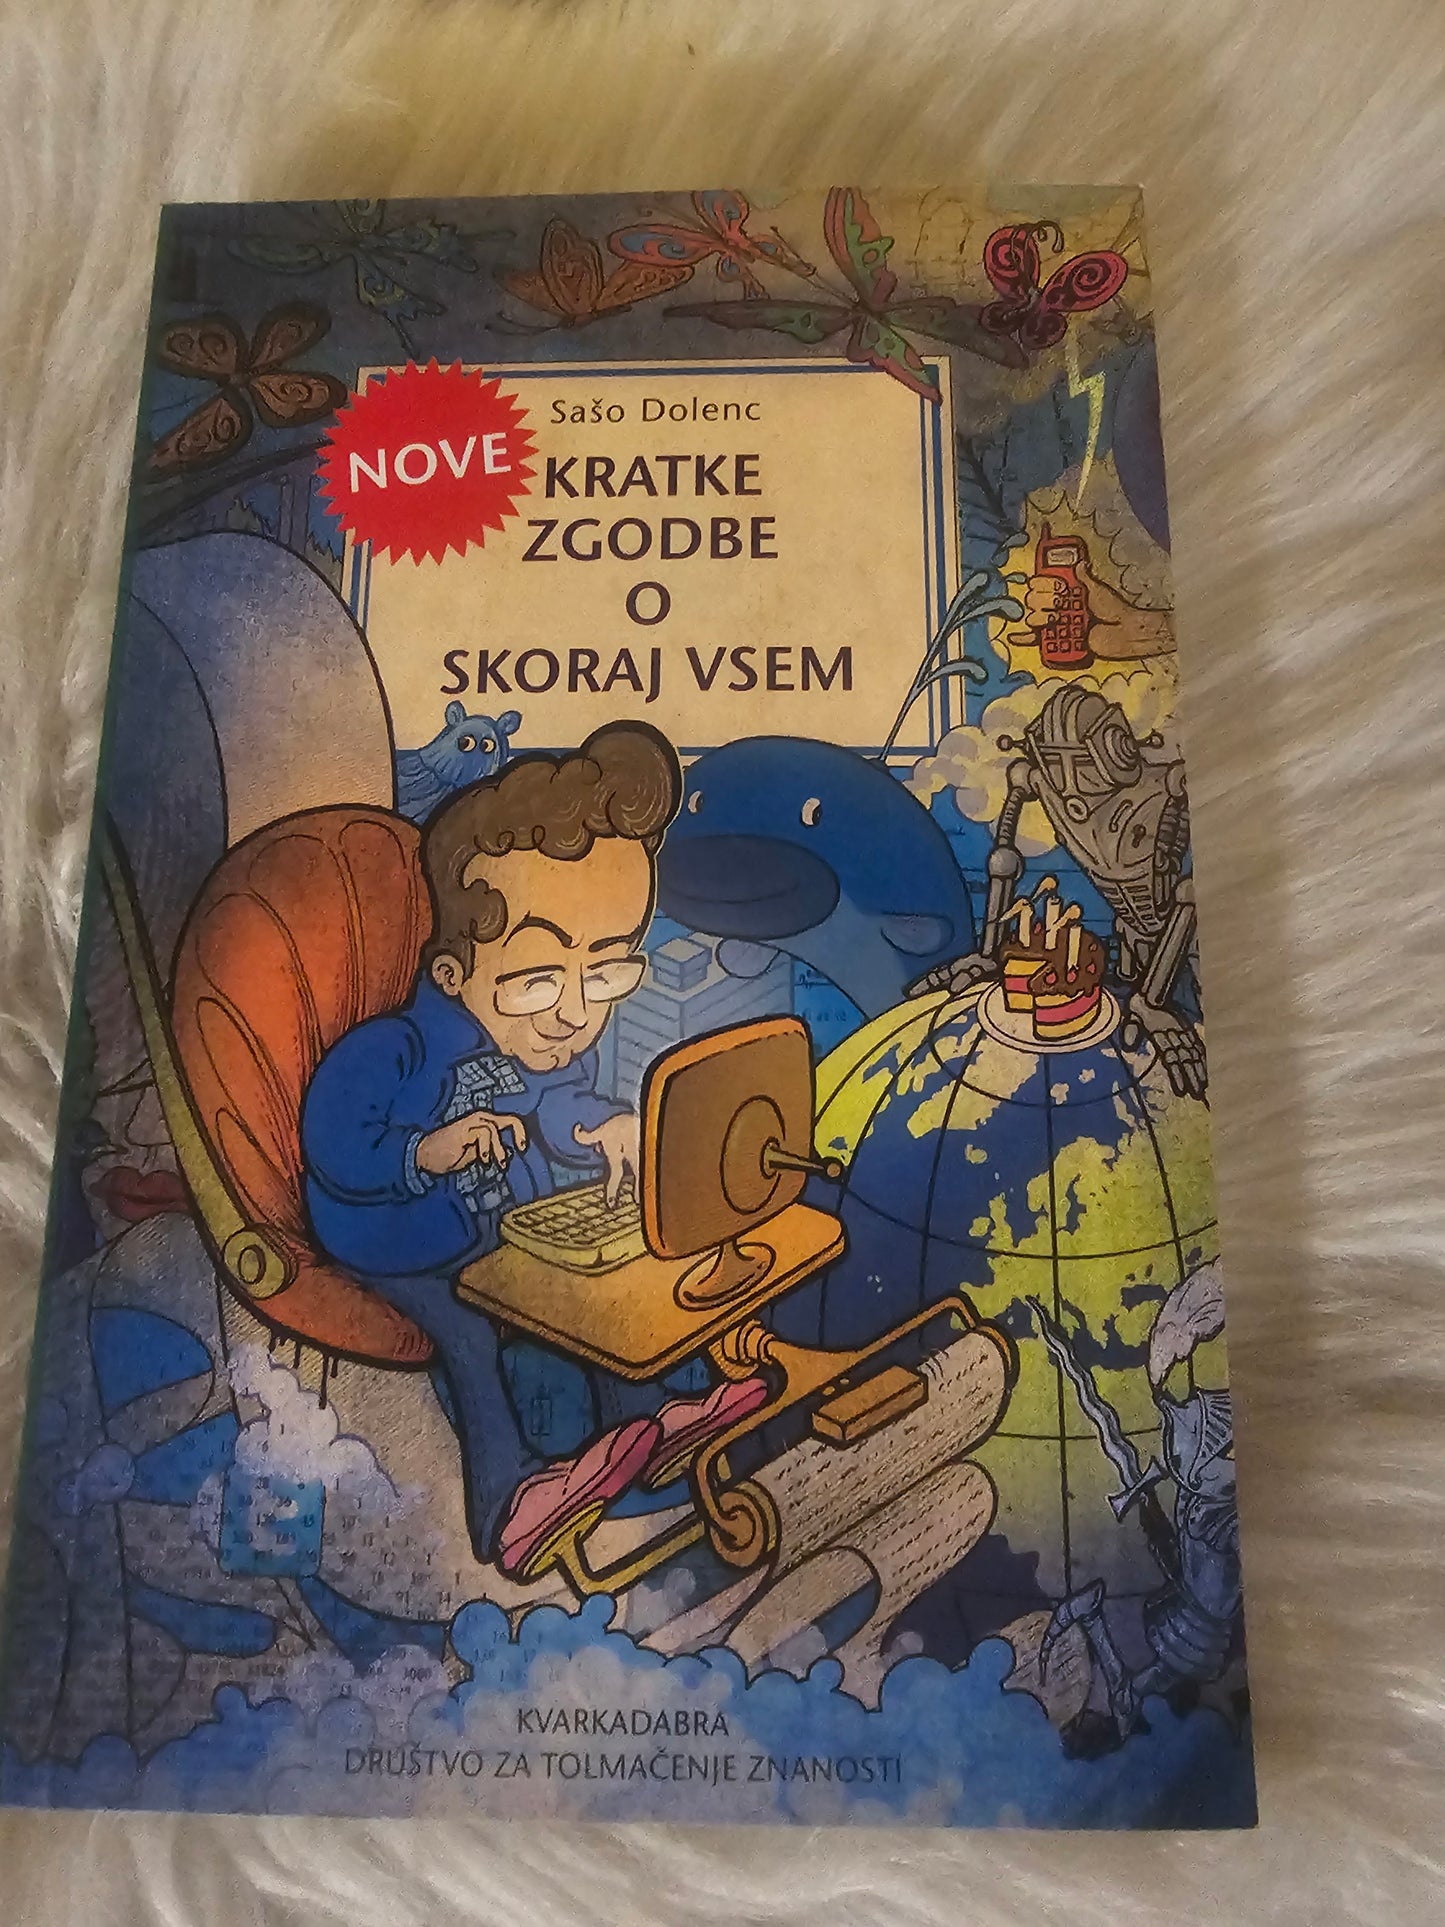 Sašo Dolenc
NOVE
KRATKE
ZGODBE
O
SKORAJ VSEM
KVARKADABRA
DRUŠTVO ZA TOLMAČENJE ZNANOSTI